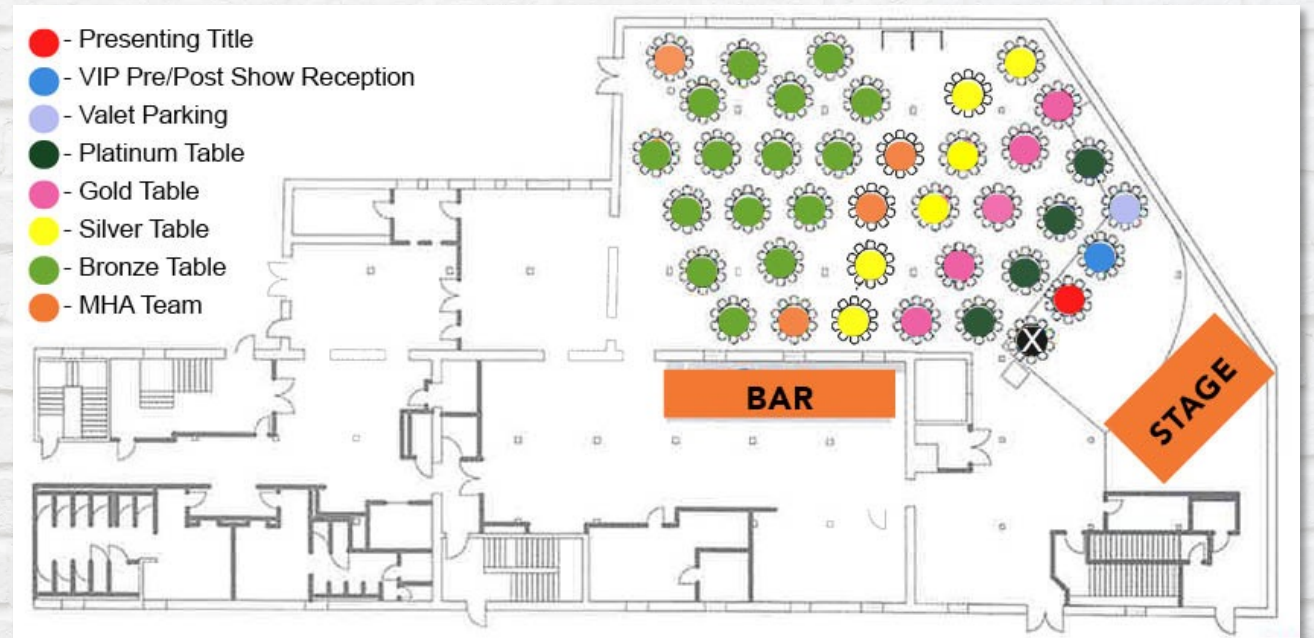 - Presenting Title
- VIP Pre/Post Show Reception
- Valet Parking
- Platinum Table
- Gold Table
- Silver Table
- Bronze Table
- MHA Team
X
BAR
STAGE